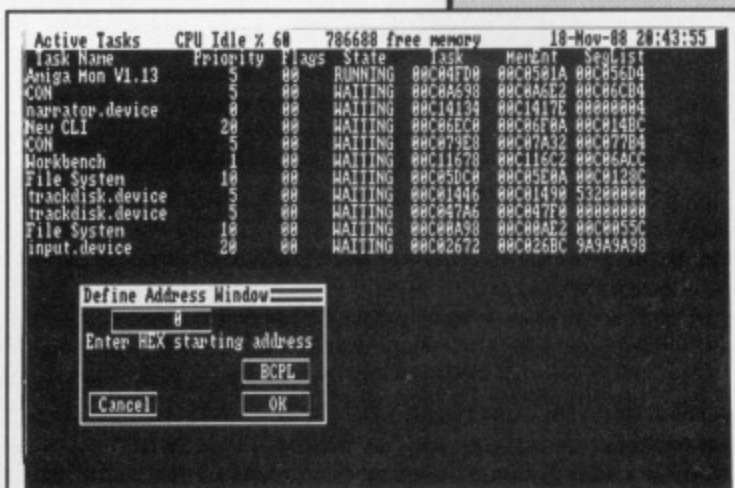 Active Tasks CPU Idle % 60 786688 free memory 18-Nov-88 20:43:55
Task Name Priority Flags State Task MemEnt SegList
Amiga Mon V1.13 5 00 RUNNING 00C04FD0 00C0501A 00C056D4
CON 5 00 WAITING 00C0A698 00C0A6E2 00C06CB4
narrator.device 0 00 WAITING 00C14134 00C1417E 00000004
New CLI 20 00 WAITING 00C06EC0 00C06F0A 00C014BC
CON 5 00 WAITING 00C079E8 00C07A32 00C077B4
Workbench 1 00 WAITING 00C11678 00C116C2 00C06ACC
File System 10 00 WAITING 00C05DC0 00C05E0A 00C0128C
trackdisk.device 5 00 WAITING 00C01446 00C01490 53200000
trackdisk.device 5 00 WAITING 00C047A6 00C047F0 00000000
File System 10 00 WAITING 00C00A98 00C00AE2 00C0055C
input.device 20 00 WAITING 00C02672 00C026BC 9A9A9A98
Define Address Window
0
Enter HEX starting address
BCPL
Cancel OK